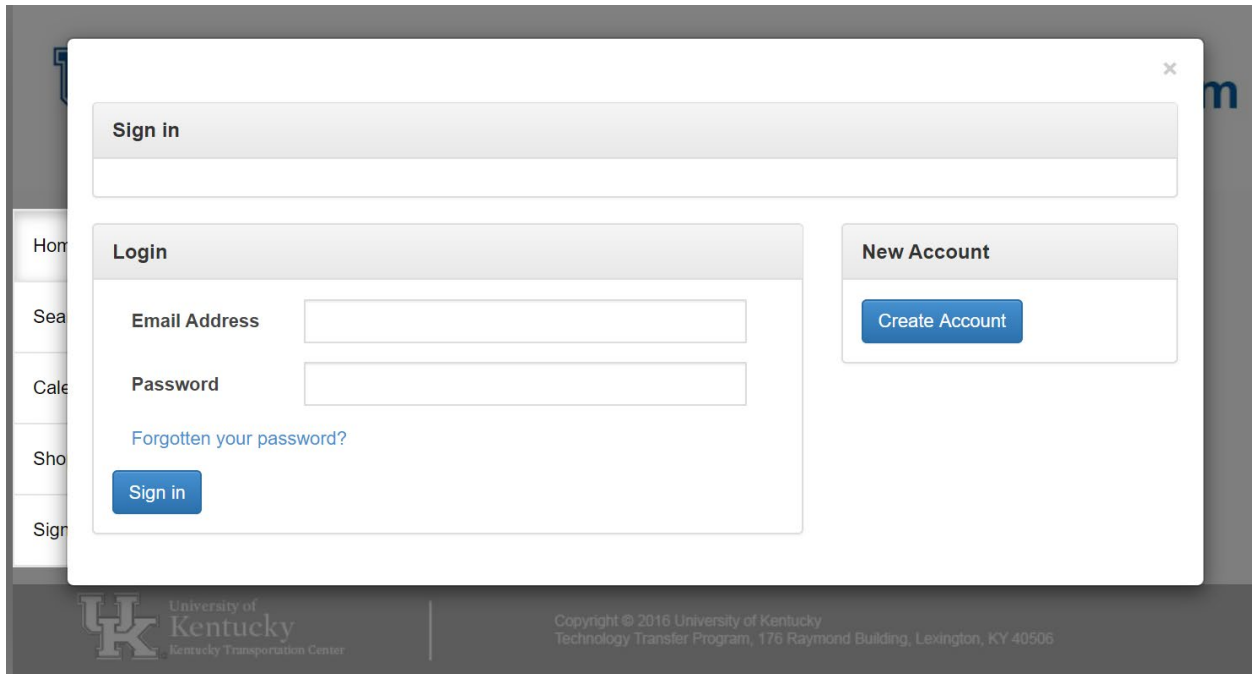 m
×
Sign in
Hom
Login
New Account
Sea
Email Address
Create Account
Cale
Password
Forgotten your password?
Sho
Sign in
Sign
UK
University of
Kentucky
Kentucky Transportation Center
Copyright © 2016 University of Kentucky
Technology Transfer Program, 176 Raymond Building, Lexington, KY 40506